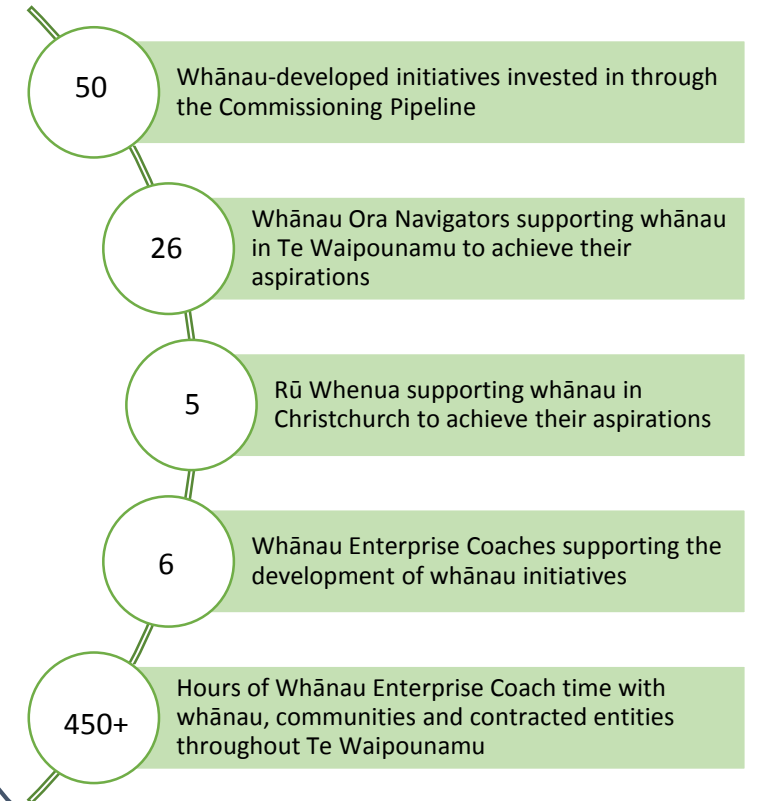 50
Whānau-developed initiatives invested in through
the Commissioning Pipeline
26
Whānau Ora Navigators supporting whānau
in Te Waipounamu to achieve their
aspirations
5
Rū Whenua supporting whānau in
Christchurch to achieve their aspirations
6
Whānau Enterprise Coaches supporting the
development of whānau initiatives
450+
Hours of Whānau Enterprise Coach time with
whānau, communities and contracted entities
throughout Te Waipounamu